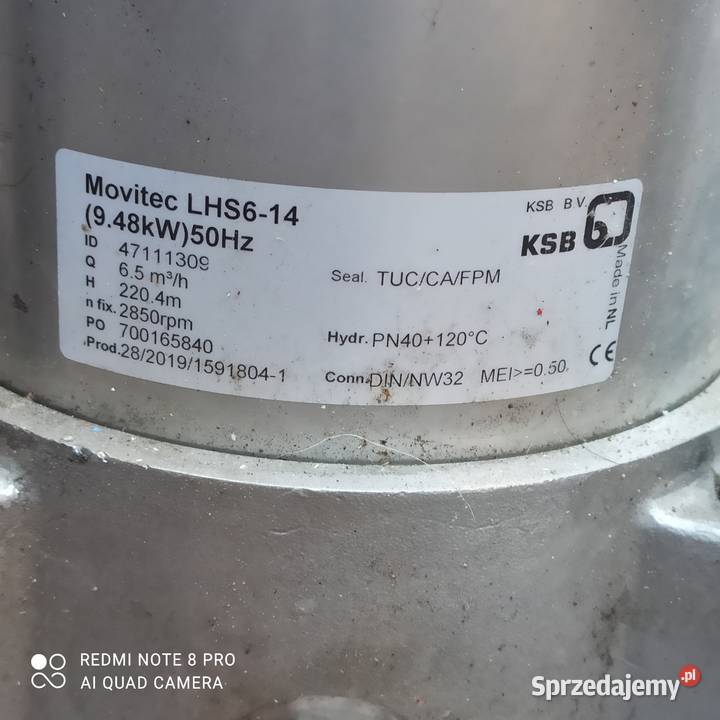 Movitec LHS6-14
(9.48kW)50Hz
ID 47111309
Q 6.5 m³/h
H 220.4m
n fix. 2850rpm
PO 700165840
Prod. 28/2019/1591804-1
Seal. TUC/CA/FPM
Hydr. PN40+120°C
Conn. DIN/NW32 MEI>=0.50
KSB B.V.
KSB
Made in NL
CE
REDMI NOTE 8 PRO
AI QUAD CAMERA
Sprzedajemy.pl